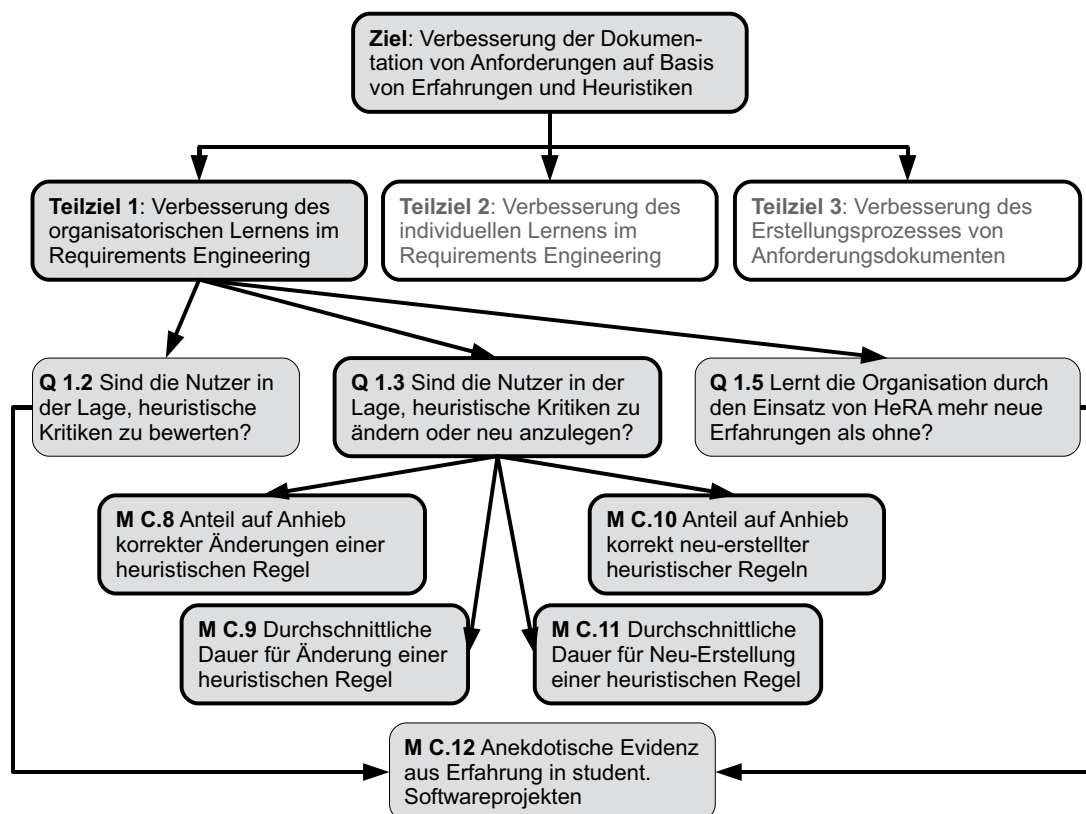 Ziel: Verbesserung der Dokumen-
tation von Anforderungen auf Basis
von Erfahrungen und Heuristiken
Teilziel 1: Verbesserung des
organisatorischen Lernens im
Requirements Engineering
Teilziel 2: Verbesserung des
individuellen Lernens im
Requirements Engineering
Teilziel 3: Verbesserung des
Erstellungsprozesses von
Anforderungsdokumenten
Q 1.2 Sind die Nutzer in
der Lage, heuristische
Kritiken zu bewerten?
Q 1.3 Sind die Nutzer in der
Lage, heuristische Kritiken zu
ändern oder neu anzulegen?
Q 1.5 Lernt die Organisation durch
den Einsatz von HeRA mehr neue
Erfahrungen als ohne?
M C.8 Anteil auf Anhieb
korrekter Änderungen einer
heuristischen Regel
M C.10 Anteil auf Anhieb
korrekt neu-erstellter
heuristischer Regeln
M C.9 Durchschnittliche
Dauer für Änderung einer
heuristischen Regel
M C.11 Durchschnittliche
Dauer für Neu-Erstellung
einer heuristischen Regel
M C.12 Anekdotische Evidenz
aus Erfahrung in student.
Softwareprojekten